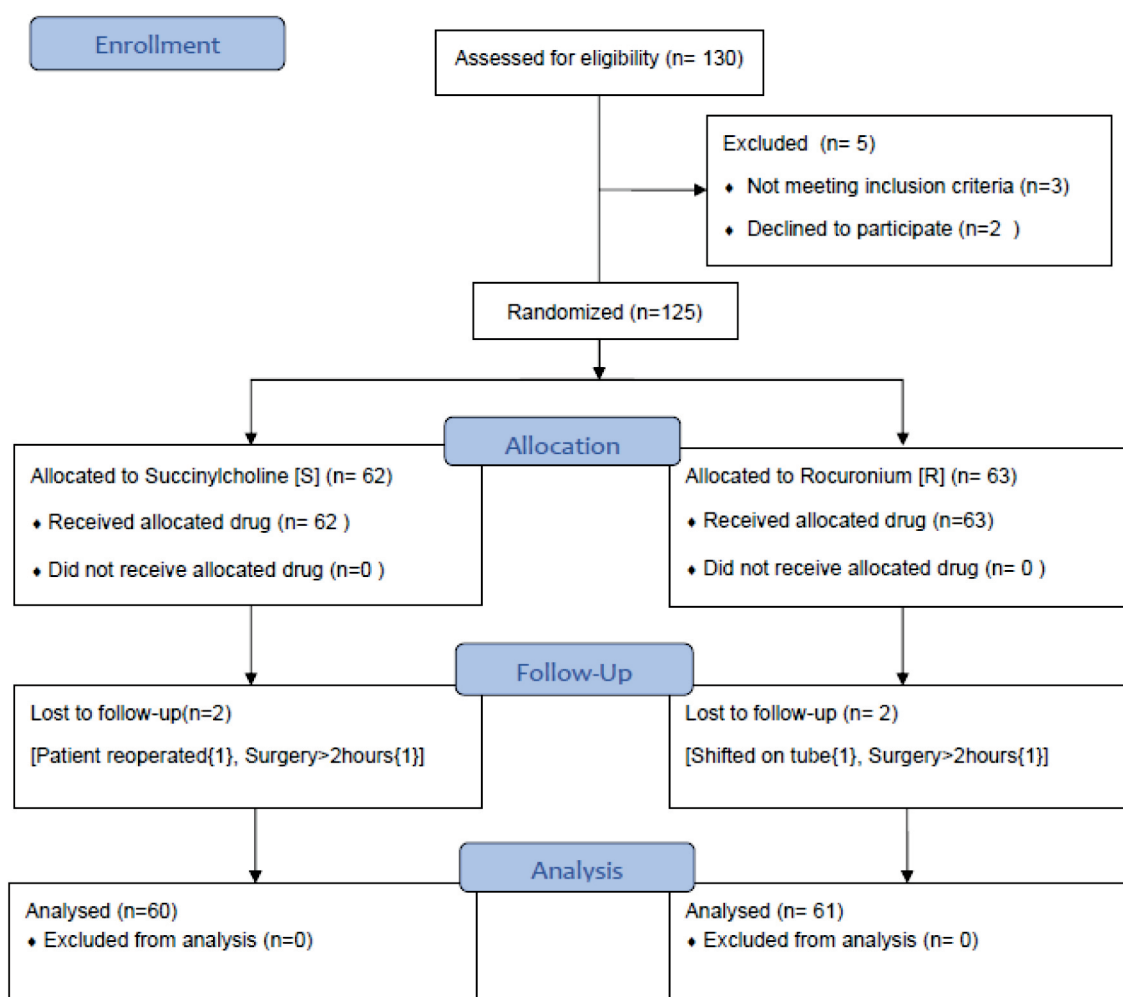 Enrollment
Assessed for eligibility (n= 130)
Excluded (n= 5)
♦ Not meeting inclusion criteria (n=3)
♦ Declined to participate (n=2 )
Randomized (n=125)
Allocation
Allocated to Succinylcholine [S] (n= 62)
♦ Received allocated drug (n= 62 )
♦ Did not receive allocated drug (n=0 )
Allocated to Rocuronium [R] (n= 63)
♦ Received allocated drug (n=63)
♦ Did not receive allocated drug (n= 0 )
Follow-Up
Lost to follow-up(n=2)
[Patient reoperated{1}, Surgery>2hours{1}]
Lost to follow-up (n= 2)
[Shifted on tube{1}, Surgery>2hours{1}]
Analysis
Analysed (n=60)
♦ Excluded from analysis (n=0)
Analysed (n= 61)
♦ Excluded from analysis (n= 0)